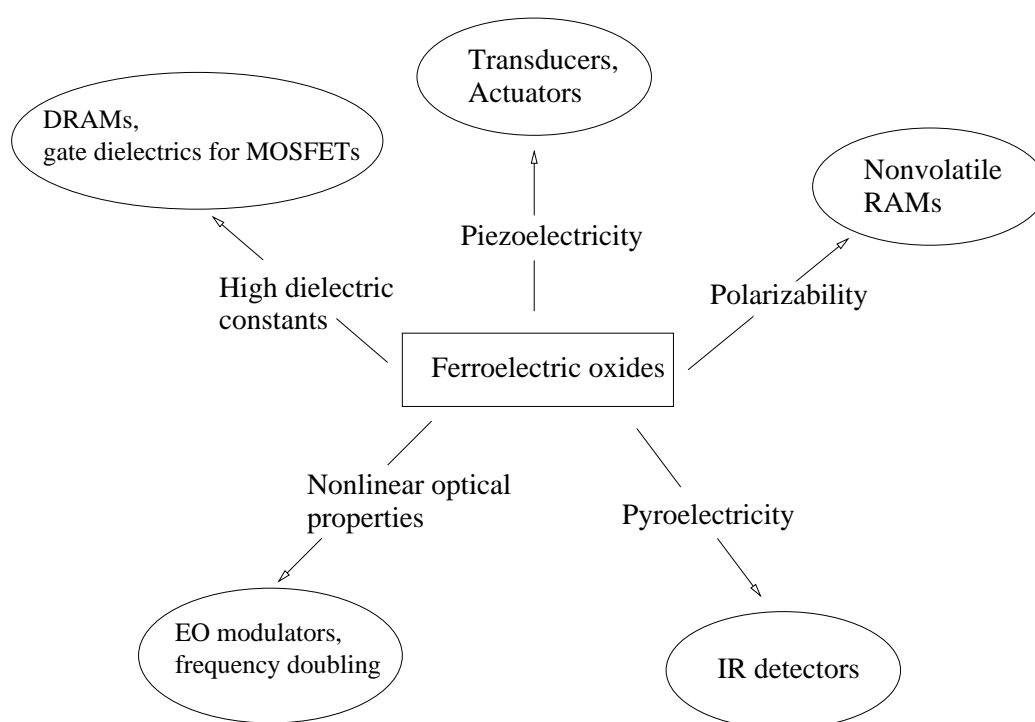 Transducers,
Actuators
DRAMs,
gate dielectrics for MOSFETs
Nonvolatile
RAMs
Piezoelectricity
High dielectric
constants
Polarizability
Ferroelectric oxides
Nonlinear optical
properties
Pyroelectricity
EO modulators,
frequency doubling
IR detectors